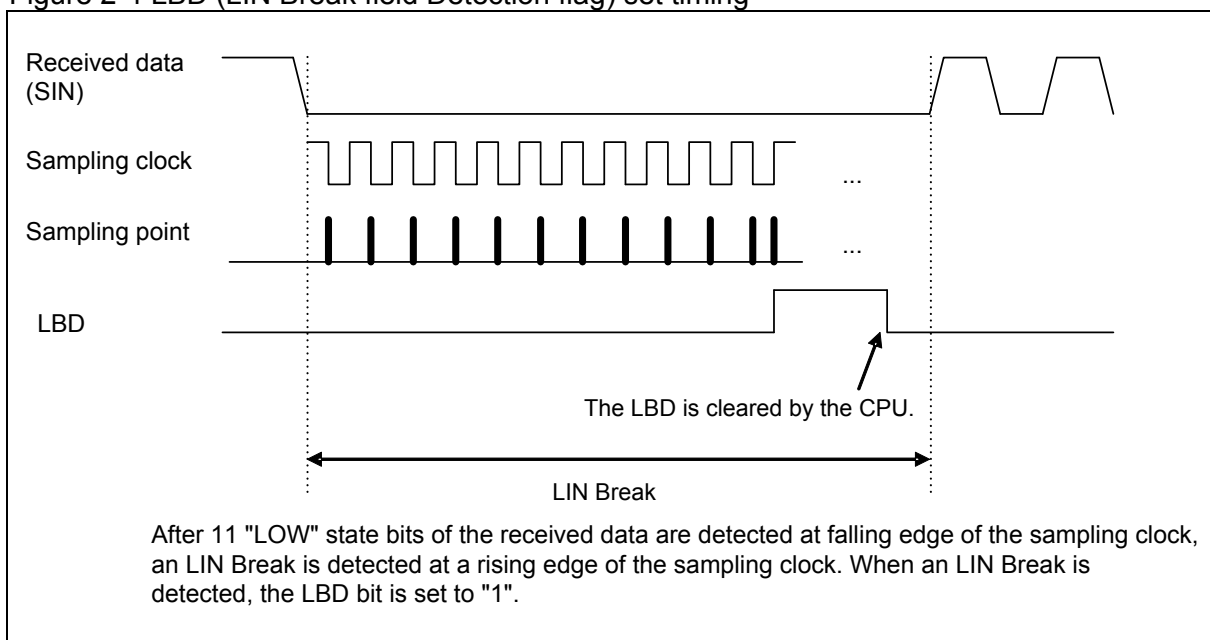 Figure 2-1 LBD (LIN Break field Detection flag) set timing
Received data
(SIN)
Sampling clock
...
Sampling point
...
LBD
The LBD is cleared by the CPU.
LIN Break
After 11 "LOW" state bits of the received data are detected at falling edge of the sampling clock,
an LIN Break is detected at a rising edge of the sampling clock. When an LIN Break is
detected, the LBD bit is set to "1".